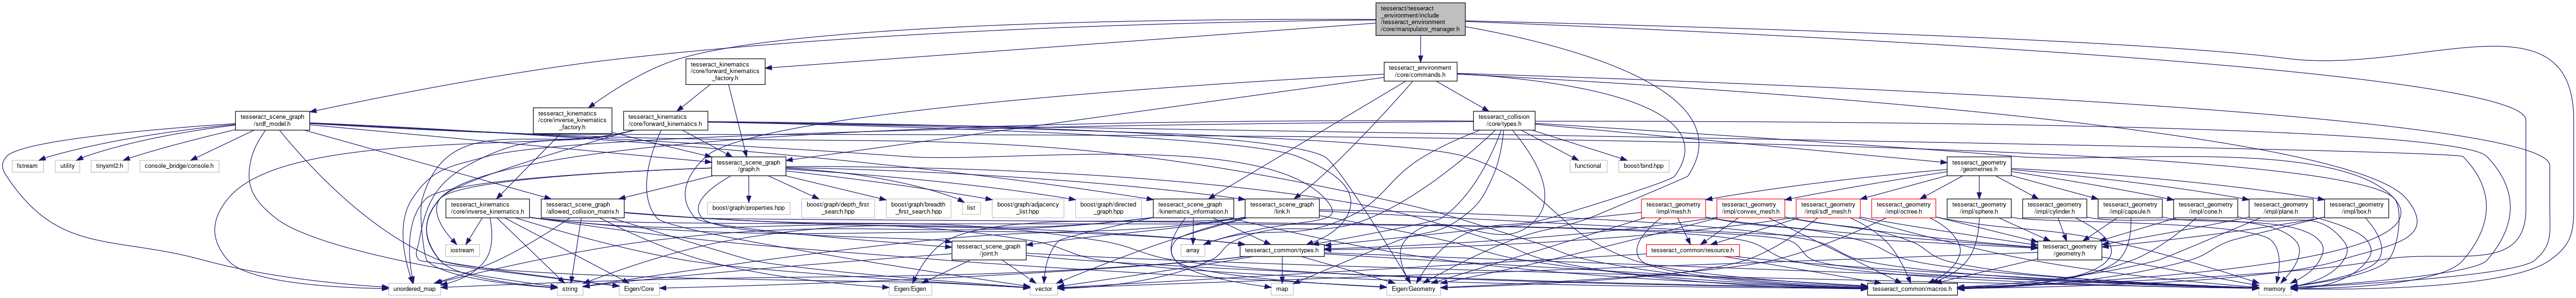 tesseract/tesseract
_environment/include
/tesseract_environment
/core/manipulator_manager.h
tesseract_kinematics
/core/forward_kinematics
_factory.h
tesseract_environment
/core/commands.h
tesseract_scene_graph
/srdf_model.h
tesseract_kinematics
/core/inverse_kinematics
_factory.h
tesseract_kinematics
/core/forward_kinematics.h
tesseract_collision
/core/types.h
fstream
utility
tinyxml2.h
console_bridge/console.h
tesseract_scene_graph
/graph.h
functional
boost/bind.hpp
tesseract_geometry
/geometries.h
tesseract_kinematics
/core/inverse_kinematics.h
tesseract_scene_graph
/allowed_collision_matrix.h
boost/graph/properties.hpp
boost/graph/depth_first
_search.hpp
boost/graph/breadth
_first_search.hpp
list
boost/graph/adjacency
_list.hpp
boost/graph/directed
_graph.hpp
tesseract_scene_graph
/kinematics_information.h
tesseract_scene_graph
/link.h
tesseract_geometry
/impl/mesh.h
tesseract_geometry
/impl/convex_mesh.h
tesseract_geometry
/impl/sdf_mesh.h
tesseract_geometry
/impl/octree.h
tesseract_geometry
/impl/sphere.h
tesseract_geometry
/impl/cylinder.h
tesseract_geometry
/impl/capsule.h
tesseract_geometry
/impl/cone.h
tesseract_geometry
/impl/plane.h
tesseract_geometry
/impl/box.h
iostream
tesseract_scene_graph
/joint.h
array
tesseract_common/types.h
tesseract_common/resource.h
tesseract_geometry
/geometry.h
unordered_map
string
Eigen/Core
Eigen/Eigen
vector
map
Eigen/Geometry
tesseract_common/macros.h
memory